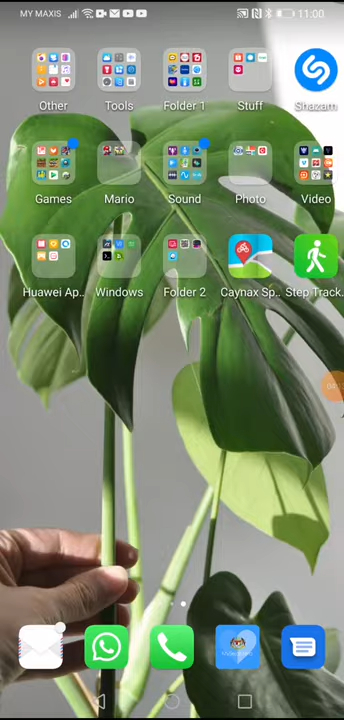 MY MAXIS
11:00
Other Tools Folder 1 Stuff Shazam
Games Mario Sound Photo Video
Huawei Ap.. Windows Folder 2 Caynax Sp.. Step Track..